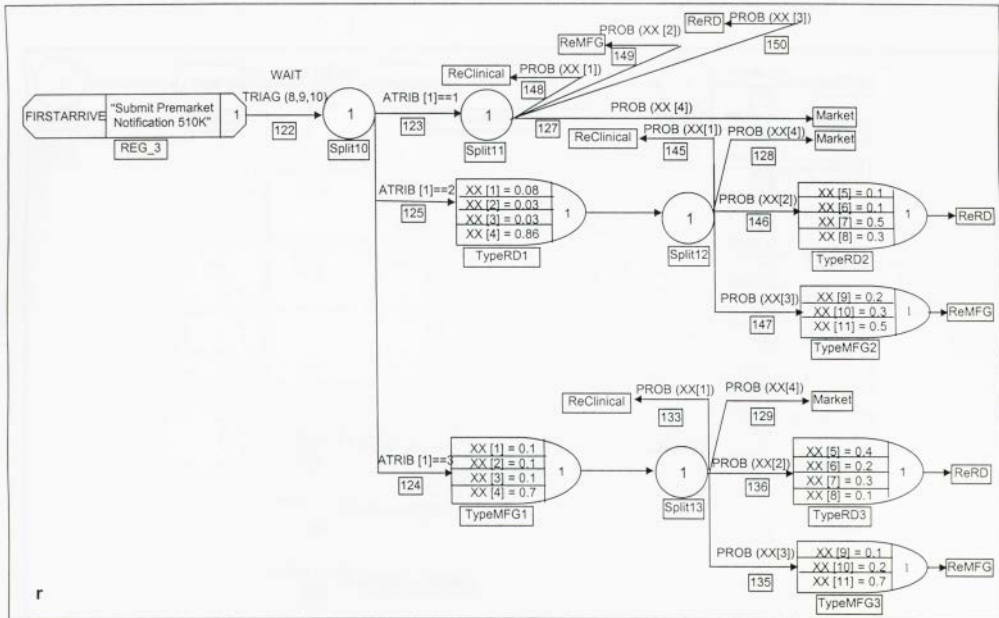 ReRD
PROB (XX [3])
150
PROB (XX [2])
ReMFG
149
PROB (XX [1])
ReClinical
148
WAIT
TRIAG (8,9,10)
FIRSTARRIVE
"Submit Premarket
Notification 510K"
1
REG_3
122
1
Split10
ATRIB [1]==1
123
1
Split11
PROB (XX [4])
127
Market
PROB (XX[1])
ReClinical
145
PROB (XX[4])
128
Market
ATRIB [1]==2
125
XX [1] = 0.08
XX [2] = 0.03
XX [3] = 0.03
XX [4] = 0.86
1
TypeRD1
1
Split12
PROB (XX[2])
146
XX [5] = 0.1
XX [6] = 0.1
XX [7] = 0.5
XX [8] = 0.3
1
TypeRD2
ReRD
PROB (XX[3])
147
XX [9] = 0.2
XX [10] = 0.3
XX [11] = 0.5
1
TypeMFG2
ReMFG
PROB (XX[1])
ReClinical
133
PROB (XX[4])
129
Market
ATRIB [1]==3
124
XX [1] = 0.1
XX [2] = 0.1
XX [3] = 0.1
XX [4] = 0.7
1
TypeMFG1
1
Split13
PROB (XX[2])
136
XX [5] = 0.4
XX [6] = 0.2
XX [7] = 0.3
XX [8] = 0.1
1
TypeRD3
ReRD
PROB (XX[3])
135
XX [9] = 0.1
XX [10] = 0.2
XX [11] = 0.7
1
TypeMFG3
ReMFG
r